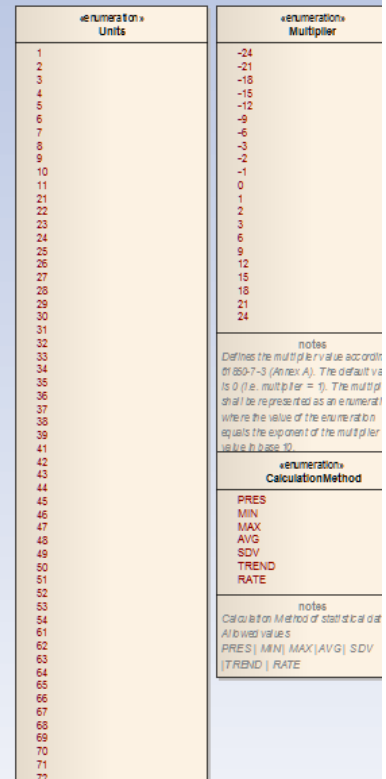 «enumeration»
Units
1
2
3
4
5
6
7
8
9
10
11
21
22
23
24
25
26
27
28
29
30
31
32
33
34
35
36
37
38
39
41
42
43
44
45
46
47
48
49
50
51
52
53
54
61
62
63
64
65
66
67
68
69
70
71
72
«enumeration»
Multiplier
-24
-21
-18
-15
-12
-9
-6
-3
-2
-1
0
1
2
3
6
9
12
15
18
21
24
notes
Defines the multiplier value accordin
61850-7-3 (Annex A). The default va
is 0 (i.e. multiplier = 1). The multipl
shall be represented as an enumerati
where the value of the enumeration
equals the exponent of the multiplier
value in base 10.
«enumeration»
CalculationMethod
PRES
MIN
MAX
AVG
SDV
TREND
RATE
notes
Calculation Method of statistical dat
Allowed values
PRES | MIN| MAX |AVG| SDV
|TREND | RATE